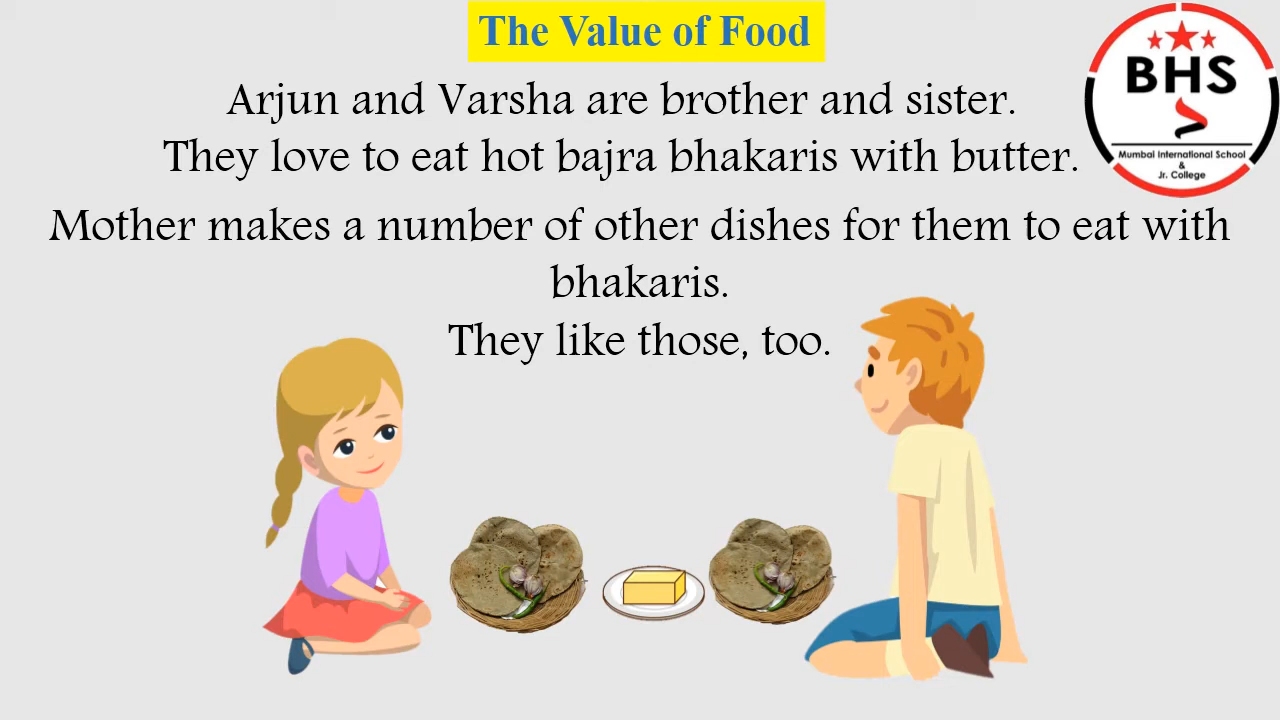 The Value of Food
Arjun and Varsha are brother and sister.
They love to eat hot bajra bhakaris with butter.
Mother makes a number of other dishes for them to eat with
bhakaris.
They like those, too.
BHS
Mumbai International School
&
Jr. College